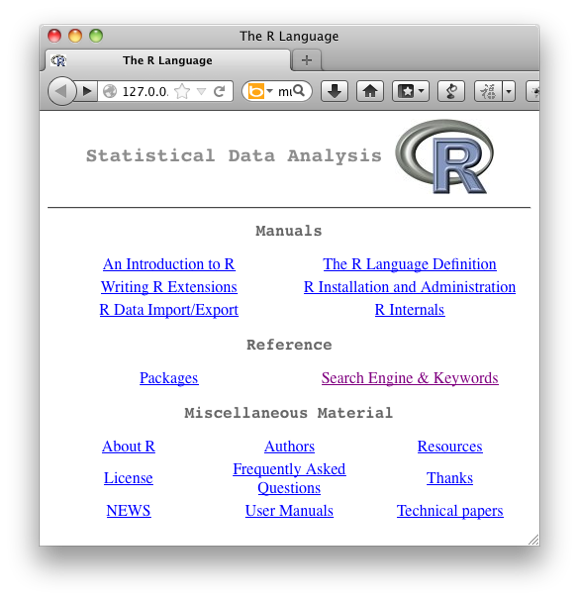 The R Language
The R Language
127.0.0.
Statistical Data Analysis R
Manuals
An Introduction to R The R Language Definition
Writing R Extensions R Installation and Administration
R Data Import/Export R Internals
Reference
Packages Search Engine & Keywords
Miscellaneous Material
About R Authors Resources
License Frequently Asked Questions Thanks
NEWS User Manuals Technical papers